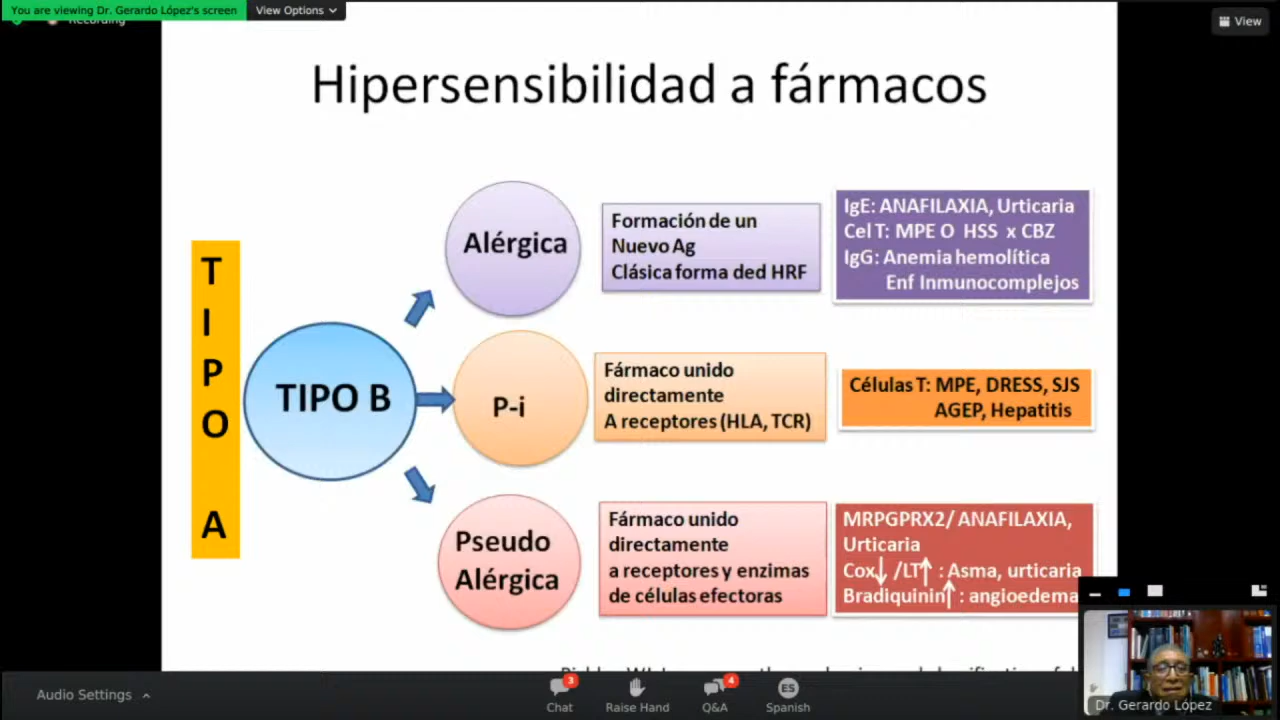 You are viewing Dr. Gerardo López's screen
View Options
Recording
View
Hipersensibilidad a fármacos
T
I
P
O
A
TIPO B
Alérgica
Formación de un
Nuevo Ag
Clásica forma ded HRF
IgE: ANAFILAXIA, Urticaria
Cel T: MPE O HSS x CBZ
IgG: Anemia hemolítica
Enf Inmunocomplejos
P-i
Fármaco unido
directamente
A receptores (HLA, TCR)
Células T: MPE, DRESS, SJS
AGEP, Hepatitis
Pseudo
Alérgica
Fármaco unido
directamente
a receptores y enzimas
de células efectoras
MRPGPRX2/ ANAFILAXIA,
Urticaria
Cox↓ /LT↑ : Asma, urticaria
Bradiquinin↑ : angioedema
Audio Settings
3
Chat
Raise Hand
4
Q&A
ES
Spanish
Dr. Gerardo López